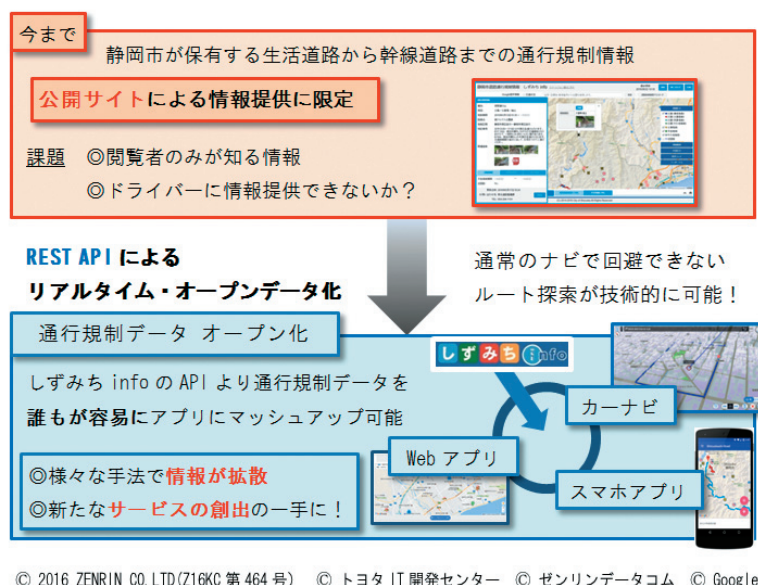 今まで
静岡市が保有する生活道路から幹線道路までの通行規制情報
公開サイトによる情報提供に限定
課題 ◎閲覧者のみが知る情報
◎ドライバーに情報提供できないか？
REST APIによる
リアルタイム・オープンデータ化
通常のナビで回避できない
ルート探索が技術的に可能！
通行規制データ オープン化
しずみち info
しずみち info の API より通行規制データを
誰もが容易にアプリにマッシュアップ可能
カーナビ
Web アプリ
スマホアプリ
◎様々な手法で情報が拡散
◎新たなサービスの創出の一手に！
© 2016 ZENRIN CO.LTD(Z16KC 第 464 号) © トヨタ IT 開発センター © ゼンリンデータコム © Google